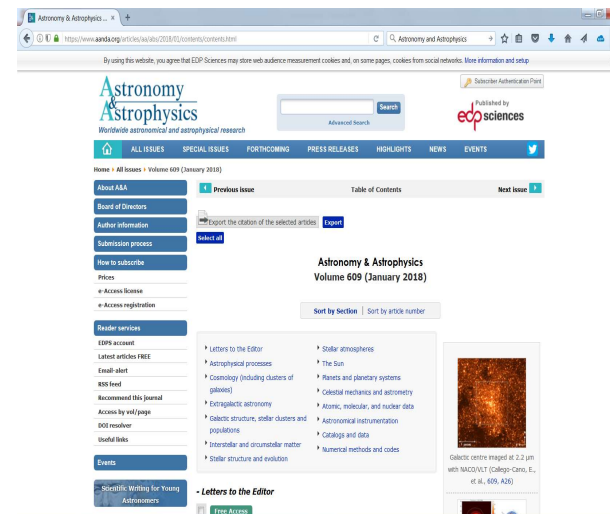 Astronomy & Astrophysics ... × +
https://www.aanda.org/articles/aa/abs/2018/01/contents/contents.html
Astronomy and Astrophysics
By using this website, you agree that EDP Sciences may store web audience measurement cookies and, on some pages, cookies from social networks. More information and setup
Subscriber Authentication Point
Astronomy
&
Astrophysics
Worldwide astronomical and astrophysical research
Search
Advanced Search
Published by
edp sciences
ALL ISSUES SPECIAL ISSUES FORTHCOMING PRESS RELEASES HIGHLIGHTS NEWS EVENTS
Home All issues Volume 609 (January 2018)
About A&A
Board of Directors
Author information
Submission process
How to subscribe
Prices
e-Access license
e-Access registration
Reader services
EDPS account
Latest articles FREE
Email-alert
RSS feed
Recommend this journal
Access by vol/page
DOI resolver
Useful links
Events
Scientific Writing for Young
Astronomers
Previous issue Table of Contents Next issue
Export the citation of the selected articles Export
Select all
Astronomy & Astrophysics
Volume 609 (January 2018)
Sort by Section | Sort by article number
Letters to the Editor
Astrophysical processes
Cosmology (including clusters of
galaxies)
Extragalactic astronomy
Galactic structure, stellar clusters and
populations
Interstellar and circumstellar matter
Stellar structure and evolution
Stellar atmospheres
The Sun
Planets and planetary systems
Celestial mechanics and astrometry
Atomic, molecular, and nuclear data
Astronomical instrumentation
Catalogs and data
Numerical methods and codes
Galactic centre imaged at 2.2 µm
with NACO/VLT (Callego-Cano, E.,
et al., 609, A26)
- Letters to the Editor
Free Access